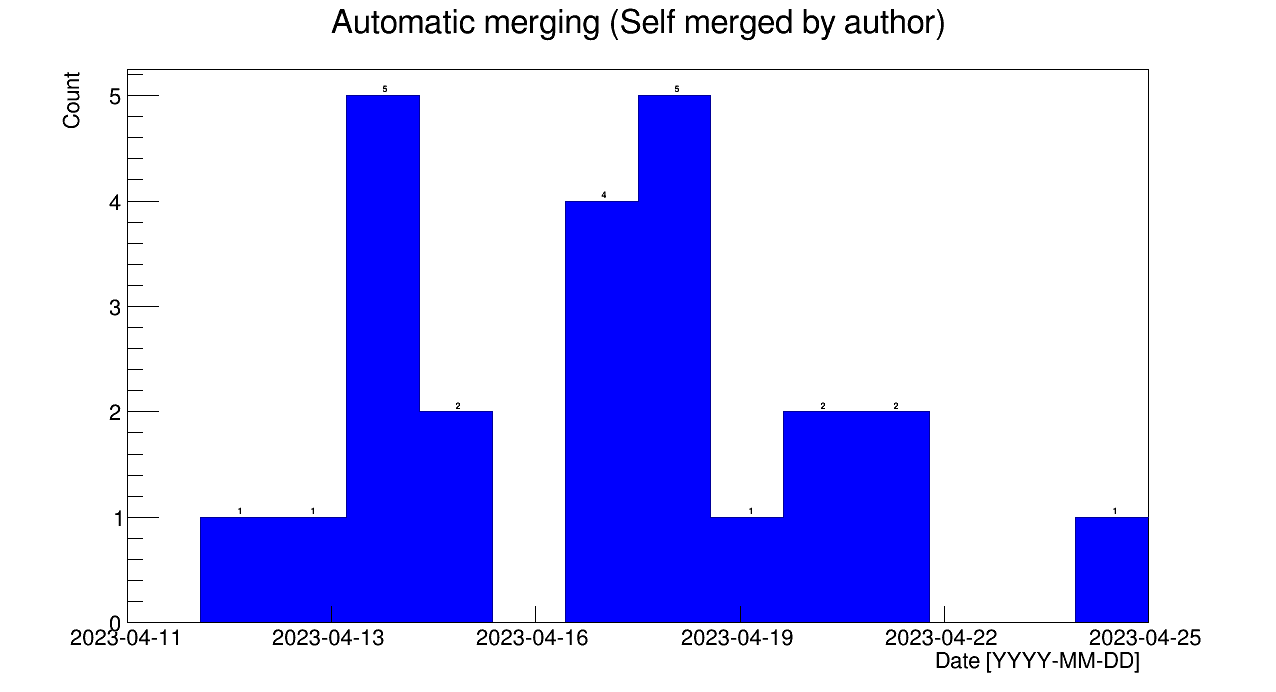 Automatic merging (Self merged by author)
Count
5
4
3
2
1
0
1 1 5 2 4 5 1 2 2 1
2023-04-11 2023-04-13 2023-04-16 2023-04-19 2023-04-22 2023-04-25
Date [YYYY-MM-DD]